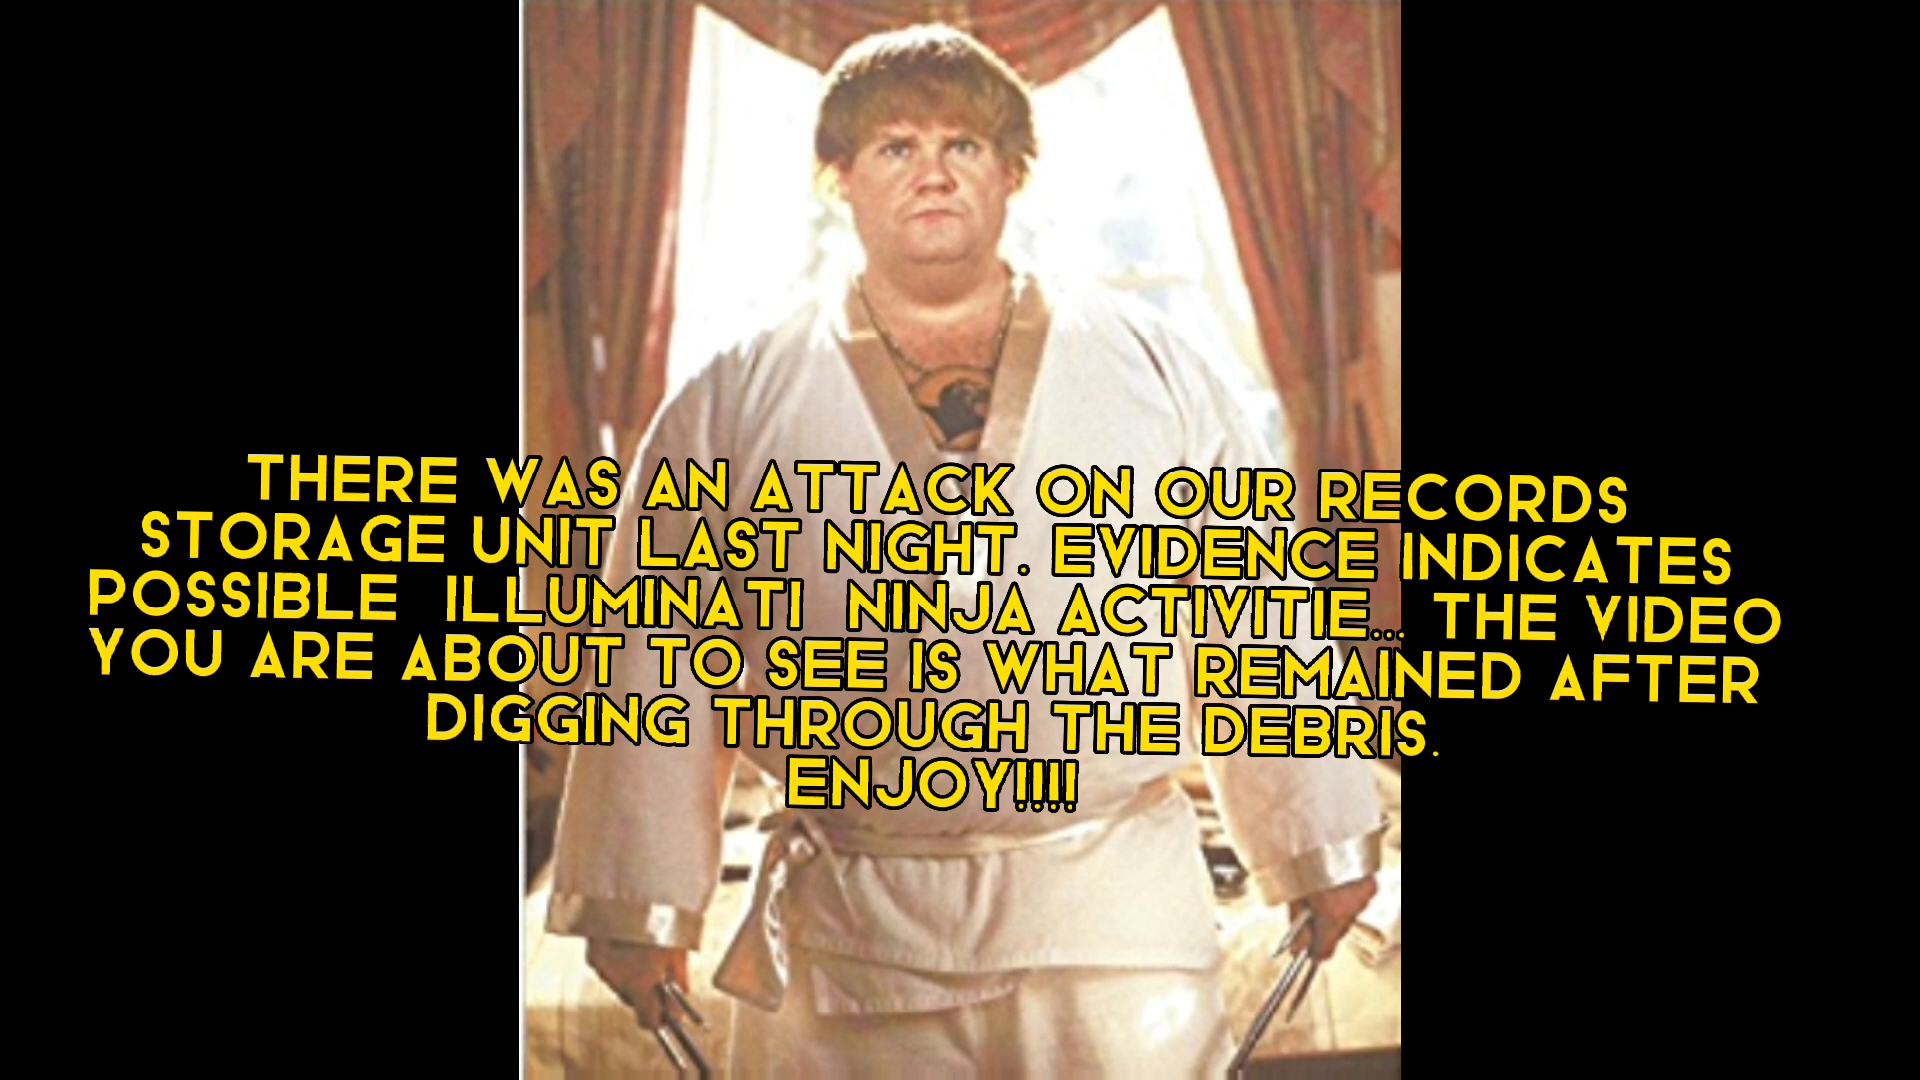 THERE WAS AN ATTACK ON OUR RECORDS
STORAGE UNIT LAST NIGHT. EVIDENCE INDICATES
POSSIBLE ILLUMINATI NINJA ACTIVITIE... THE VIDEO
YOU ARE ABOUT TO SEE IS WHAT REMAINED AFTER
DIGGING THROUGH THE DEBRIS.
ENJOY!!!!